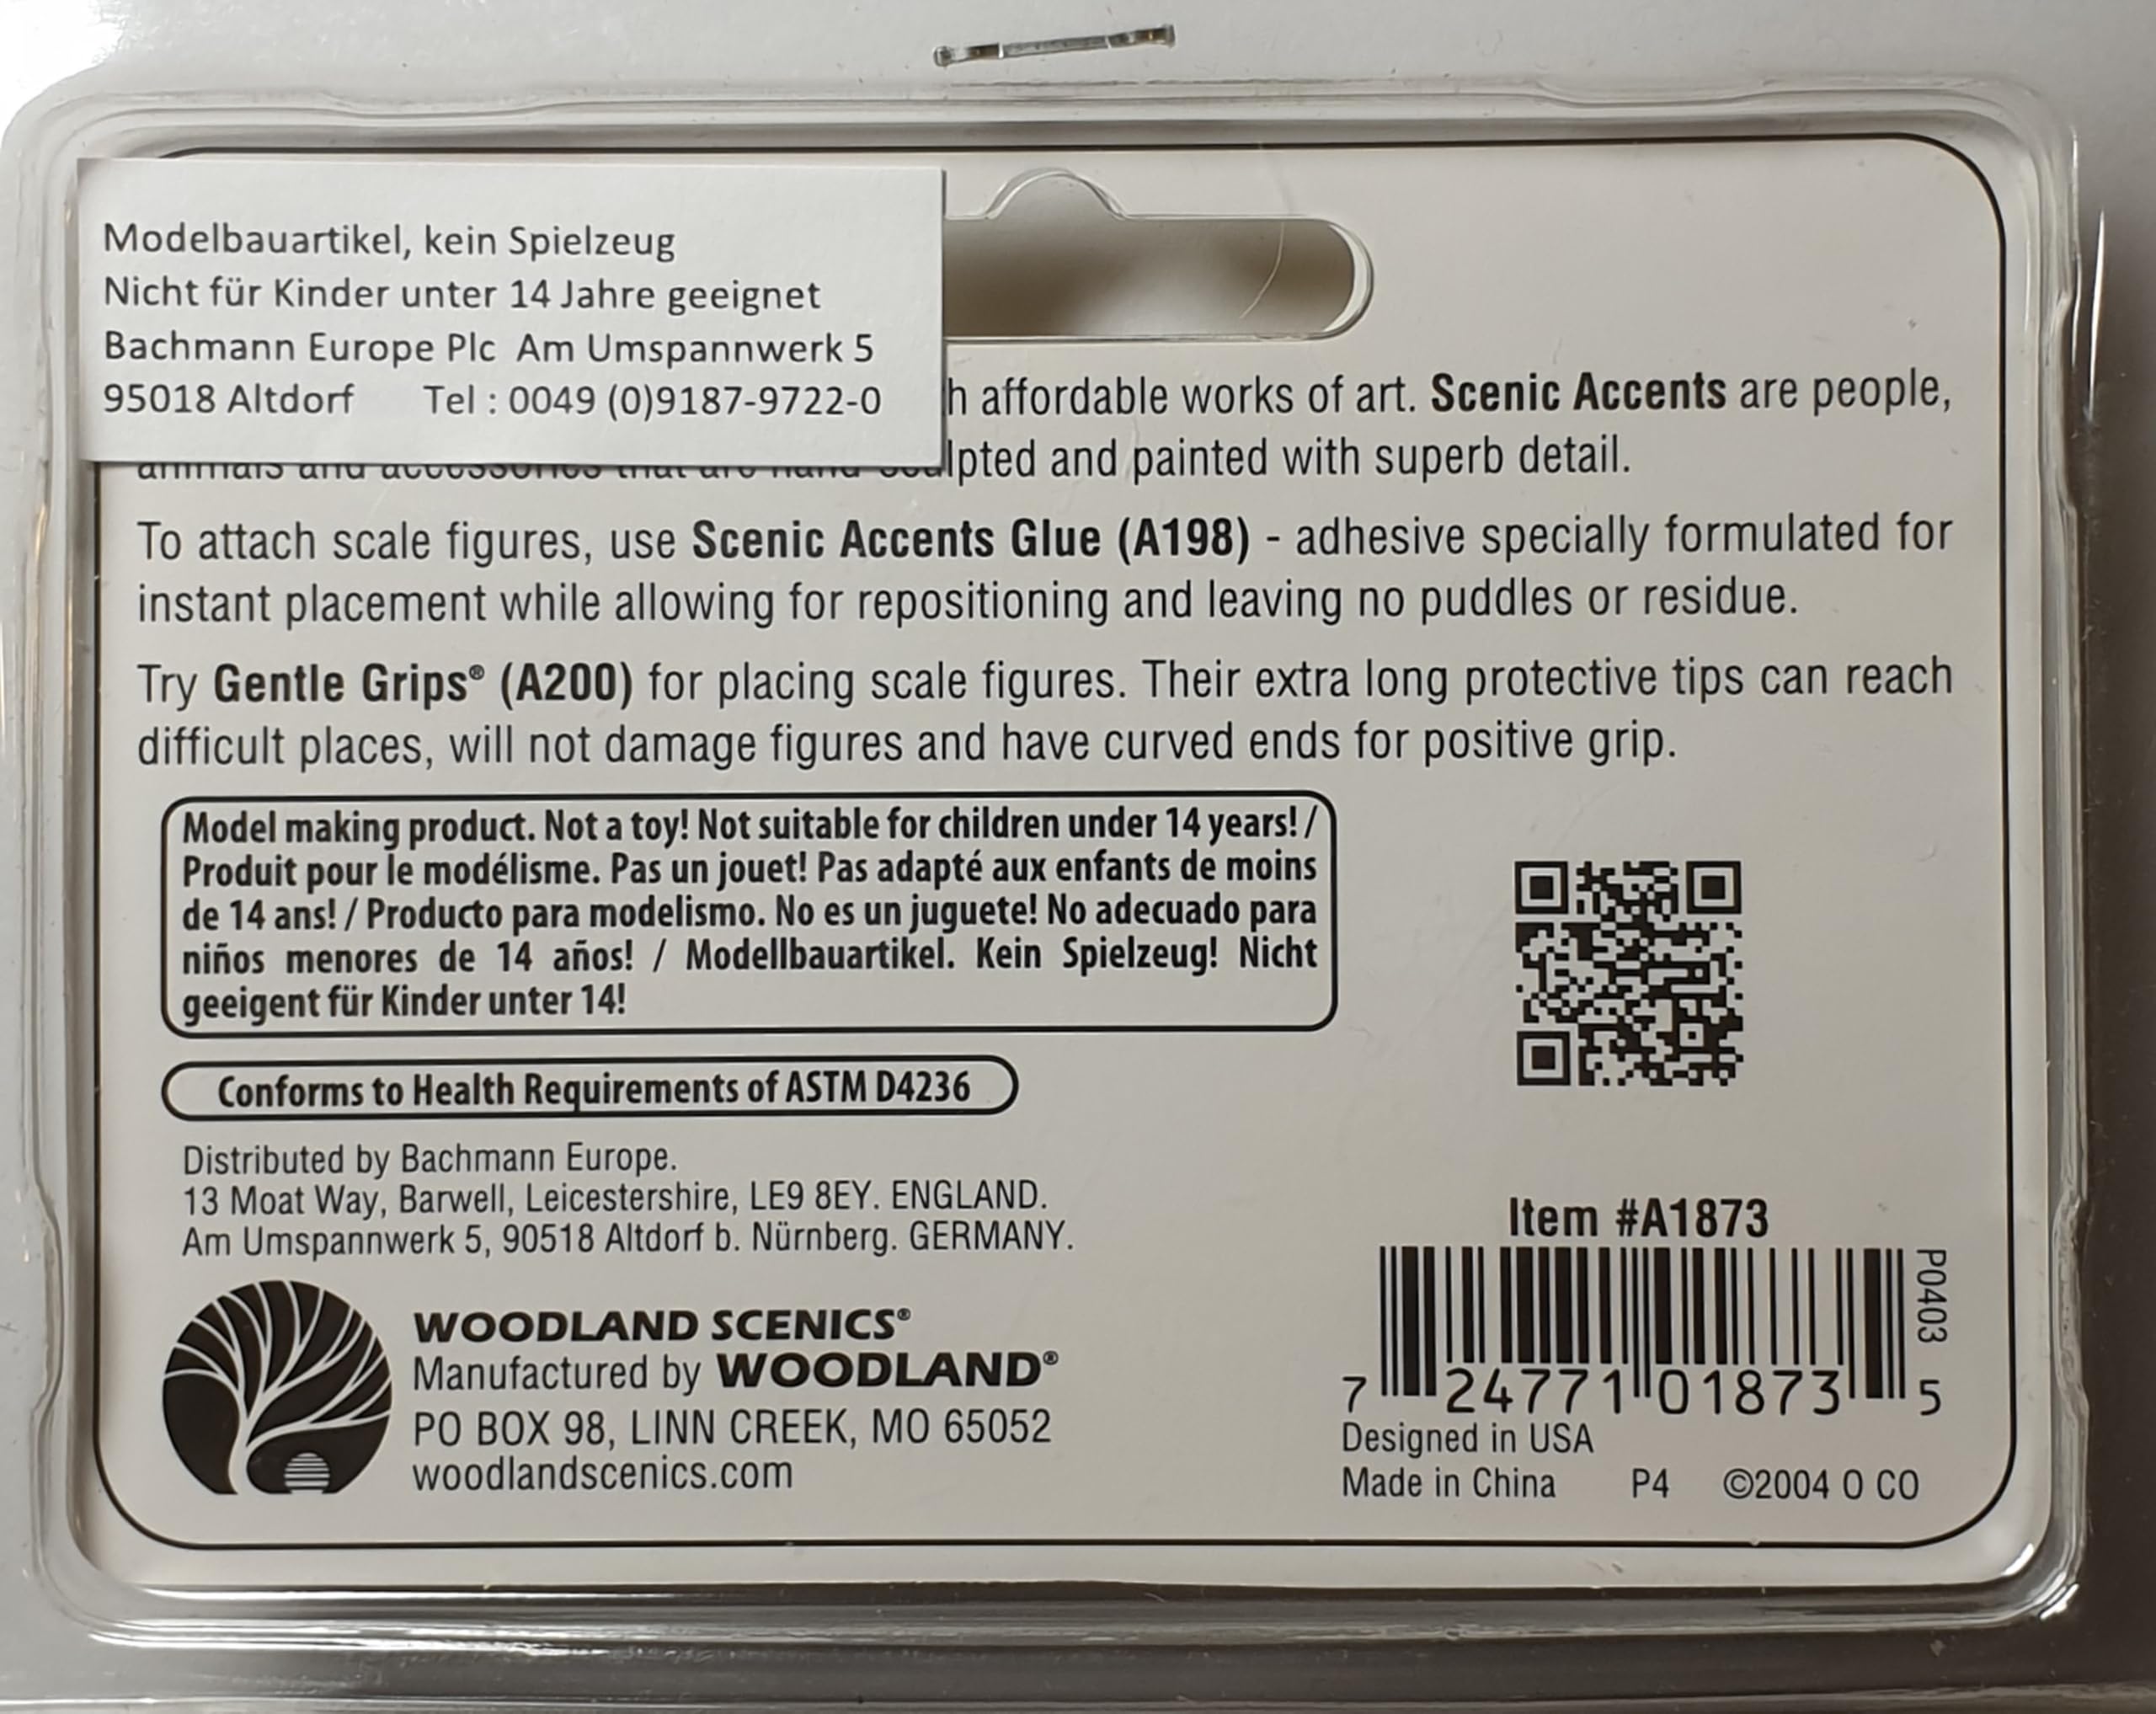 Modelbauartikel, kein Spielzeug
Nicht für Kinder unter 14 Jahre geeignet
Bachmann Europe Plc Am Umspannwerk 5
95018 Altdorf Tel : 0049 (0)9187-9722-0
affordable works of art. Scenic Accents are people,
animals and accessories that are hand sculpted and painted with superb detail.
To attach scale figures, use Scenic Accents Glue (A198) - adhesive specially formulated for
instant placement while allowing for repositioning and leaving no puddles or residue.
Try Gentle Grips® (A200) for placing scale figures. Their extra long protective tips can reach
difficult places, will not damage figures and have curved ends for positive grip.
Model making product. Not a toy! Not suitable for children under 14 years! /
Produit pour le modélisme. Pas un jouet! Pas adapté aux enfants de moins
de 14 ans! / Producto para modelismo. No es un juguete! No adecuado para
niños menores de 14 años! / Modellbauartikel. Kein Spielzeug! Nicht
geeigent für Kinder unter 14!
Conforms to Health Requirements of ASTM D4236
Distributed by Bachmann Europe.
13 Moat Way, Barwell, Leicestershire, LE9 8EY. ENGLAND.
Am Umspannwerk 5, 90518 Altdorf b. Nürnberg. GERMANY.
WOODLAND SCENICS®
Manufactured by WOODLAND®
PO BOX 98, LINN CREEK, MO 65052
woodlandscenics.com
Item #A1873
P0403
7 24771 01873 5
Designed in USA
Made in China P4 ©2004 O CO